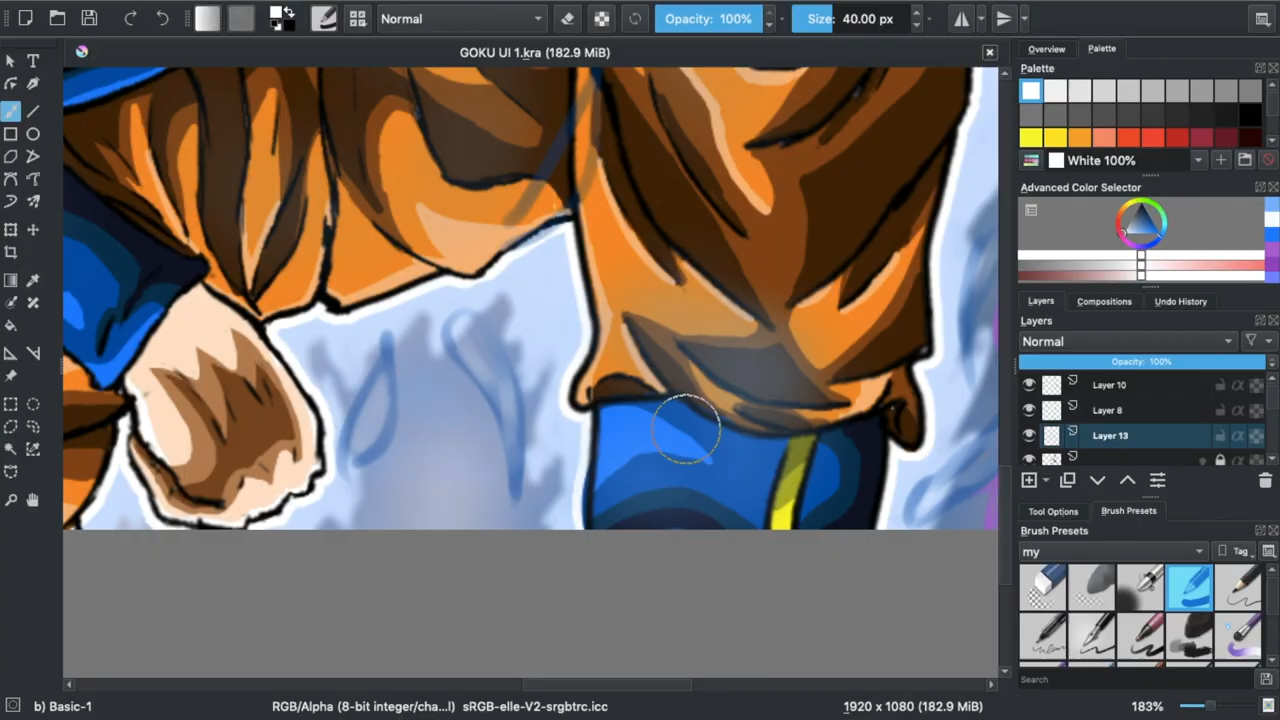 Normal
Opacity: 100%
Size: 40.00 px
GOKU UI 1.kra (182.9 MiB)
Overview
Palette
Palette
White 100%
Advanced Color Selector
Layers
Compositions
Undo History
Layers
Normal
Opacity: 100%
Layer 10
Layer 8
Layer 13
Tool Options
Brush Presets
Brush Presets
my
Tag
Search
b) Basic-1
RGB/Alpha (8-bit integer/cha...l) sRGB-elle-V2-srgbtrc.icc
1920 x 1080 (182.9 MiB)
183%